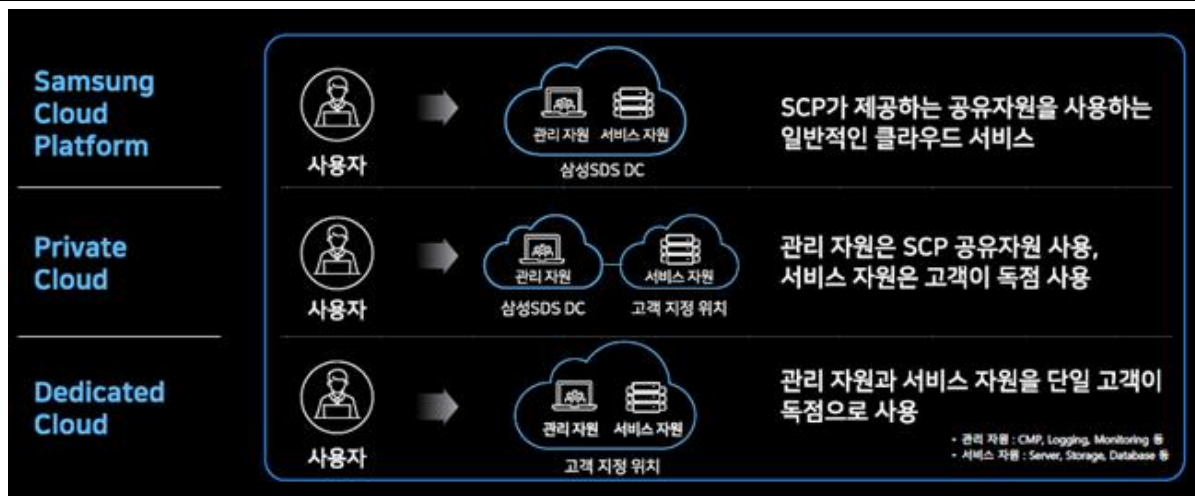 Samsung
Cloud
Platform
사용자
관리 자원 서비스 자원
삼성SDS DC
SCP가 제공하는 공유자원을 사용하는
일반적인 클라우드 서비스
Private
Cloud
사용자
관리 자원
서비스 자원
삼성SDS DC
고객 지정 위치
관리 자원은 SCP 공유자원 사용,
서비스 자원은 고객이 독점 사용
Dedicated
Cloud
사용자
관리 자원 서비스 자원
고객 지정 위치
관리 자원과 서비스 자원을 단일 고객이
독점으로 사용
- 관리 자원 : CMP, Logging, Monitoring 등
- 서비스 자원 : Server, Storage, Database 등